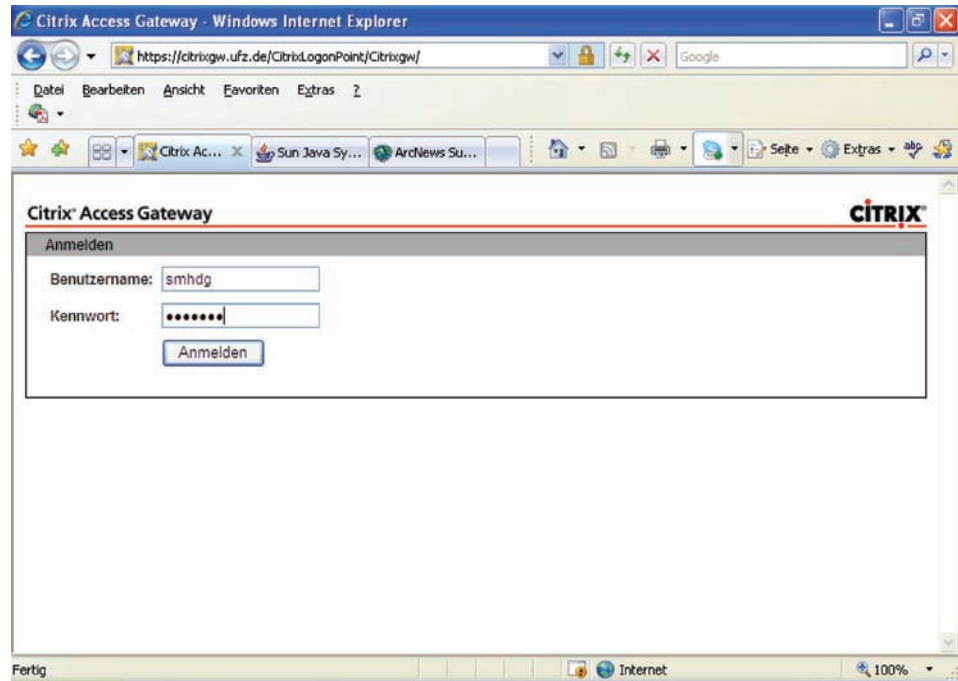 Citrix Access Gateway - Windows Internet Explorer
https://citrixgw.ufz.de/CitrixLogonPoint/Citrixgw/
Google
Datei Bearbeiten Ansicht Favoriten Extras ?
Citrix Ac... Sun Java Sy... ArcNews Su... Seite Extras abp
Citrix® Access Gateway CITRIX®
Anmelden
Benutzername: smhdg
Kennwort: •••••••
Anmelden
Fertig Internet 100%